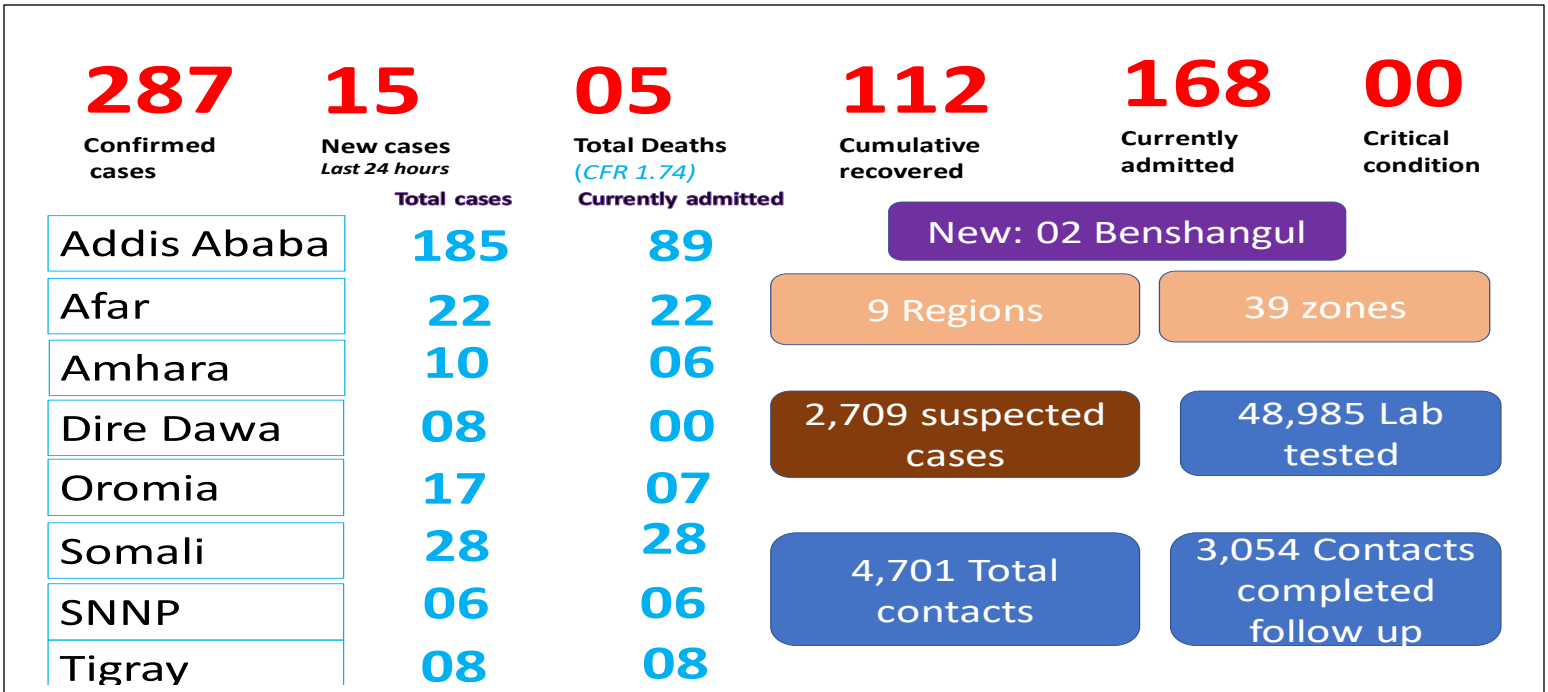 287
15
05
112
168
00
Confirmed
cases
New cases
Last 24 hours
Total Deaths
(CFR 1.74)
Cumulative
recovered
Currently
admitted
Critical
condition
Total cases
Currently admitted
Addis Ababa 185 89
Afar 22 22
Amhara 10 06
Dire Dawa 08 00
Oromia 17 07
Somali 28 28
SNNP 06 06
Tigray 08 08
New: 02 Benshangul
9 Regions
39 zones
2,709 suspected
cases
48,985 Lab
tested
4,701 Total
contacts
3,054 Contacts
completed
follow up